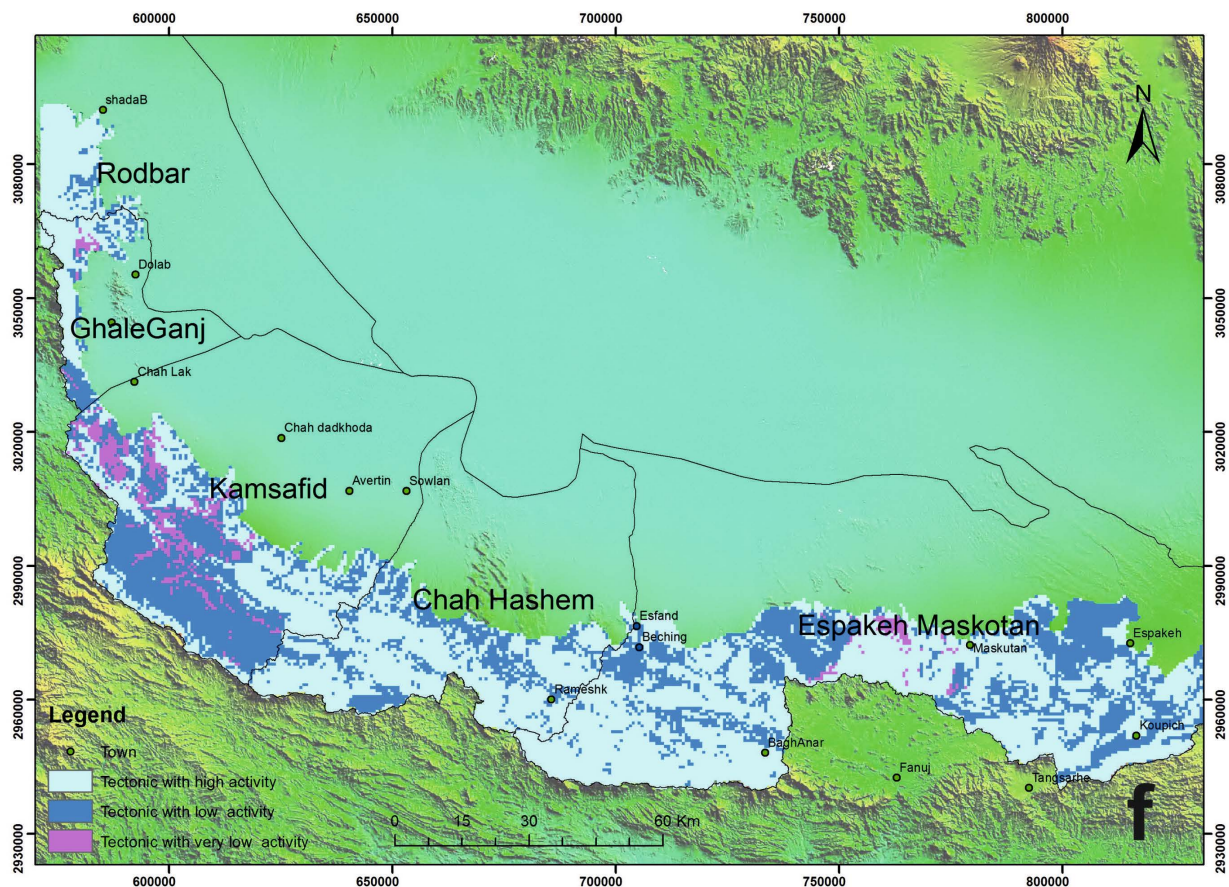 600000 650000 700000 750000 800000
shadaB
N
3080000 3080000
Rodbar
Dolab
3050000 3050000
GhaleGanj
Chah Lak
3020000 3020000
Chah dadkhoda
Kamsafid
Avertin
Sowlan
2990000 2990000
Chah Hashem
Esfand
Beching
Espakeh Maskotan
Maskutan
Espakeh
Rameshk
2960000 2960000
Koupich
BaghAnar
Fanuj
Tangsarhe
Legend
Town
Tectonic with high activity
Tectonic with low activity
Tectonic with very low activity
0 15 30 60 Km
f
2930000 2930000
600000 650000 700000 750000 800000